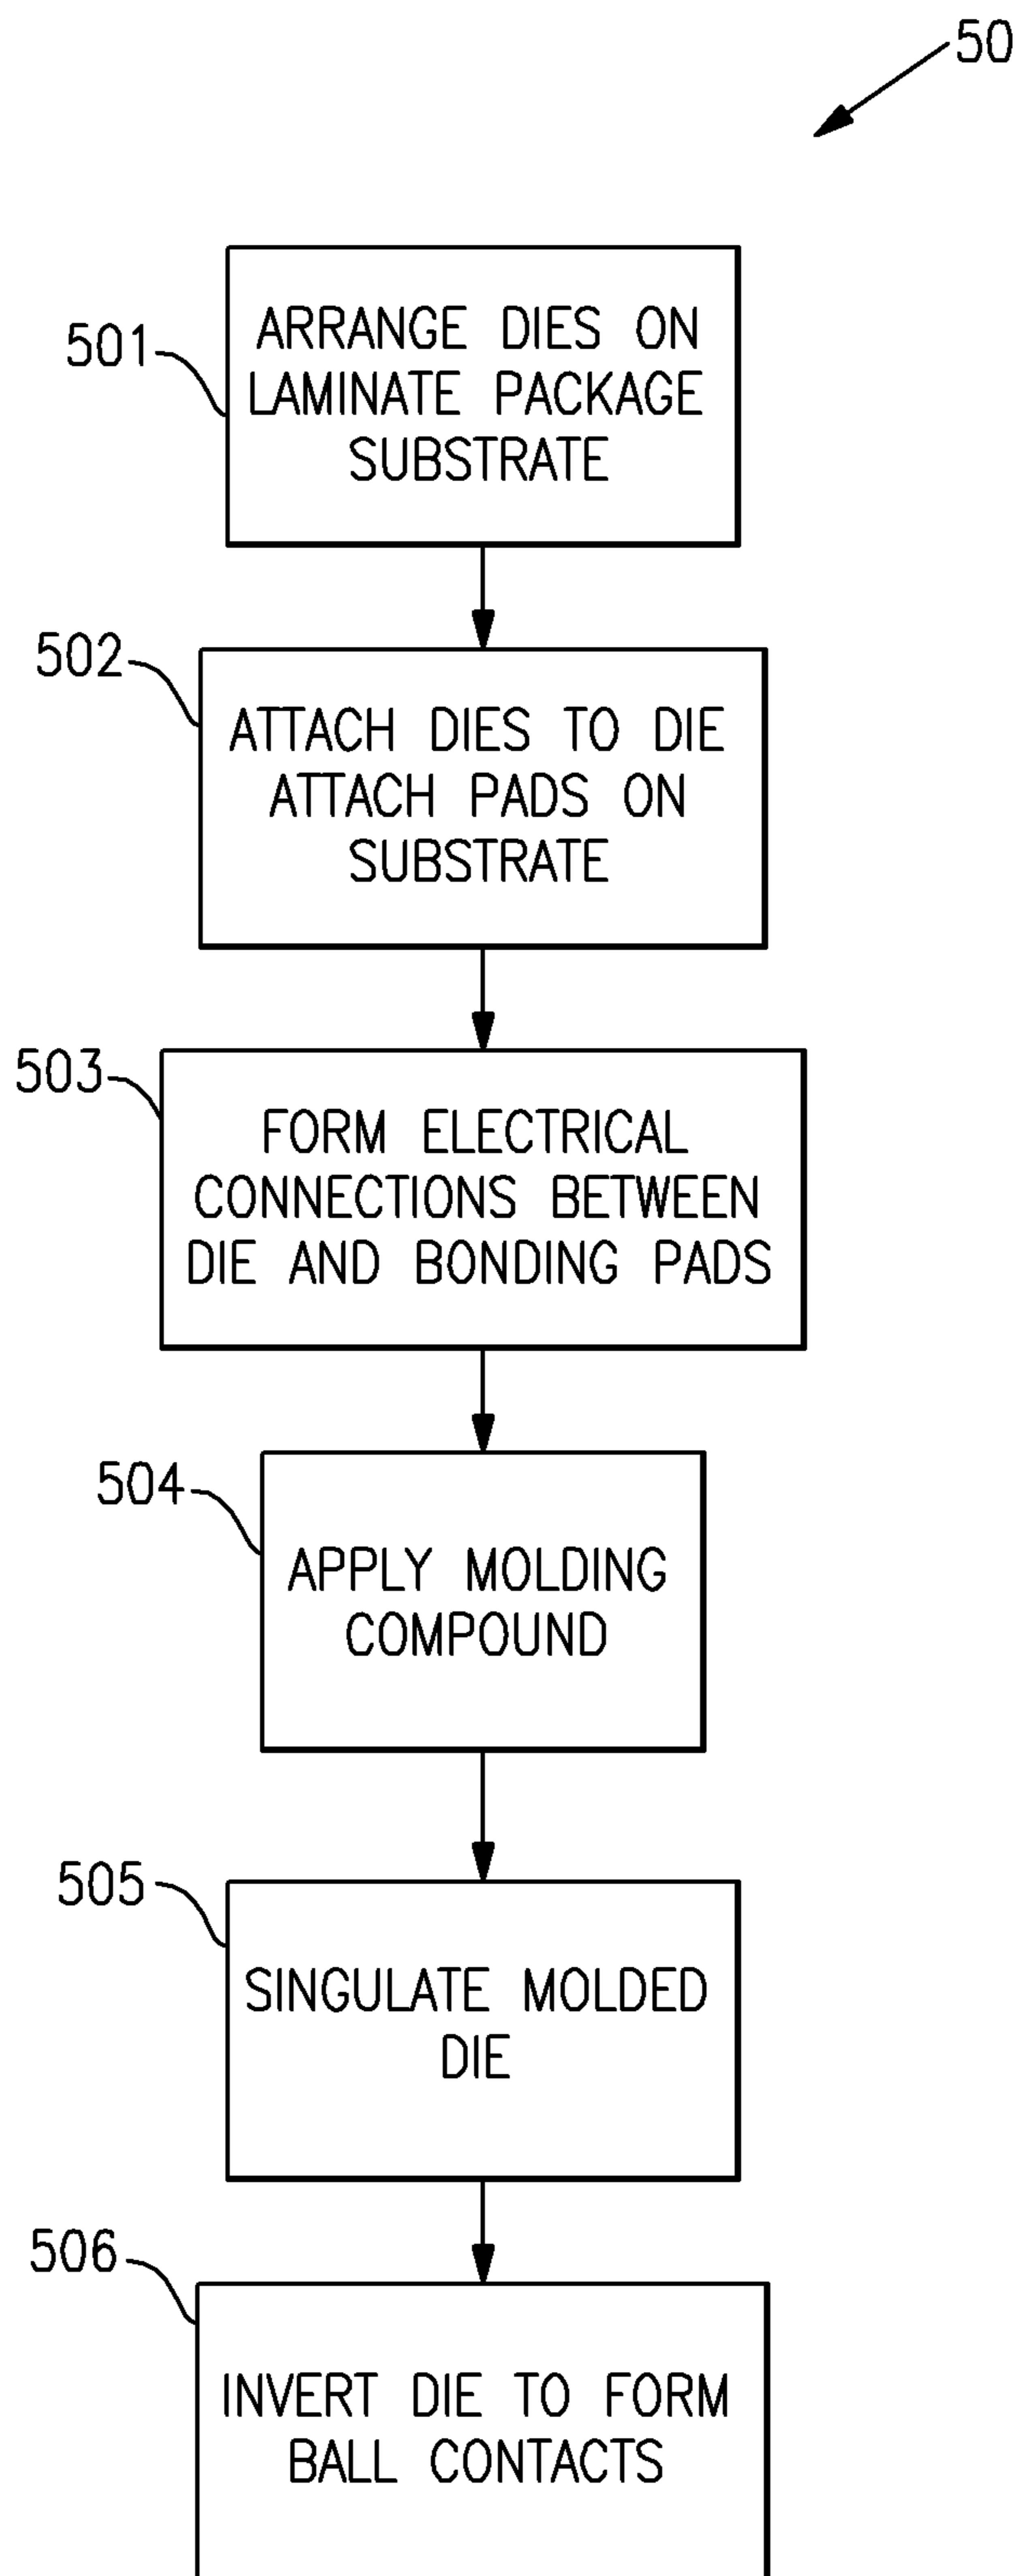 50
501
ARRANGE DIES ON
LAMINATE PACKAGE
SUBSTRATE
502
ATTACH DIES TO DIE
ATTACH PADS ON
SUBSTRATE
503
FORM ELECTRICAL
CONNECTIONS BETWEEN
DIE AND BONDING PADS
504
APPLY MOLDING
COMPOUND
505
SINGULATE MOLDED
DIE
506
INVERT DIE TO FORM
BALL CONTACTS